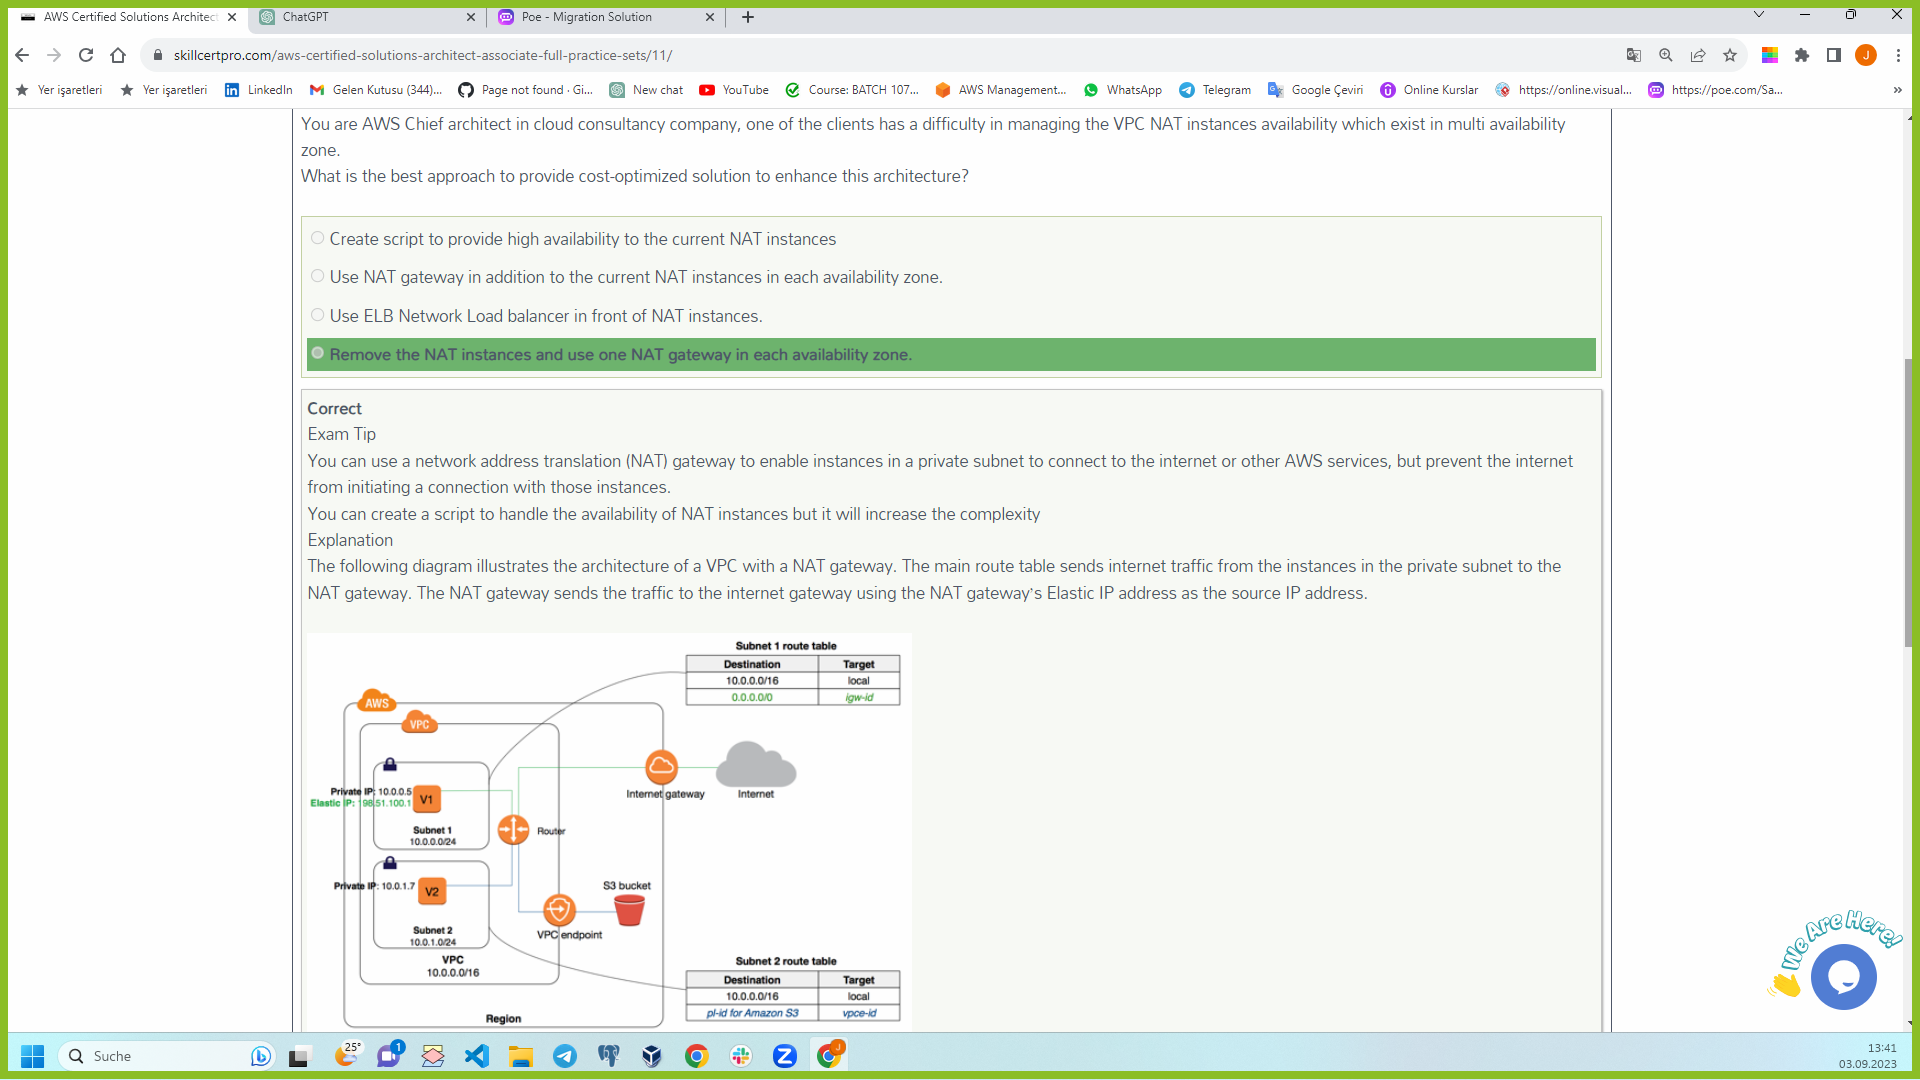 AWS Certified Solutions Architect
ChatGPT
Poe - Migration Solution
skillcertpro.com/aws-certified-solutions-architect-associate-full-practice-sets/11/
J
Yer işaretleri
Yer işaretleri
LinkedIn
Gelen Kutusu (344)...
Page not found · Gi...
New chat
YouTube
Course: BATCH 107...
AWS Management...
WhatsApp
Telegram
Google Çeviri
Online Kurslar
https://online.visual...
https://poe.com/Sa...
»
You are AWS Chief architect in cloud consultancy company, one of the clients has a difficulty in managing the VPC NAT instances availability which exist in multi availability
zone.
What is the best approach to provide cost-optimized solution to enhance this architecture?
Create script to provide high availability to the current NAT instances
Use NAT gateway in addition to the current NAT instances in each availability zone.
Use ELB Network Load balancer in front of NAT instances.
Remove the NAT instances and use one NAT gateway in each availability zone.
Correct
Exam Tip
You can use a network address translation (NAT) gateway to enable instances in a private subnet to connect to the internet or other AWS services, but prevent the internet
from initiating a connection with those instances.
You can create a script to handle the availability of NAT instances but it will increase the complexity
Explanation
The following diagram illustrates the architecture of a VPC with a NAT gateway. The main route table sends internet traffic from the instances in the private subnet to the
NAT gateway. The NAT gateway sends the traffic to the internet gateway using the NAT gateway's Elastic IP address as the source IP address.
Subnet 1 route table
Destination Target
10.0.0.0/16 local
0.0.0.0/0 igw-id
AWS
VPC
Private IP: 10.0.0.5
Elastic IP: 198.51.100.1
V1
Subnet 1
10.0.0.0/24
Internet gateway
Internet
Router
Private IP: 10.0.1.7
V2
Subnet 2
10.0.1.0/24
S3 bucket
VPC endpoint
VPC
10.0.0.0/16
Region
Subnet 2 route table
Destination Target
10.0.0.0/16 local
pl-id for Amazon S3 vpce-id
We Are Here!
Suche
25°
1
J
13:41
03.09.2023